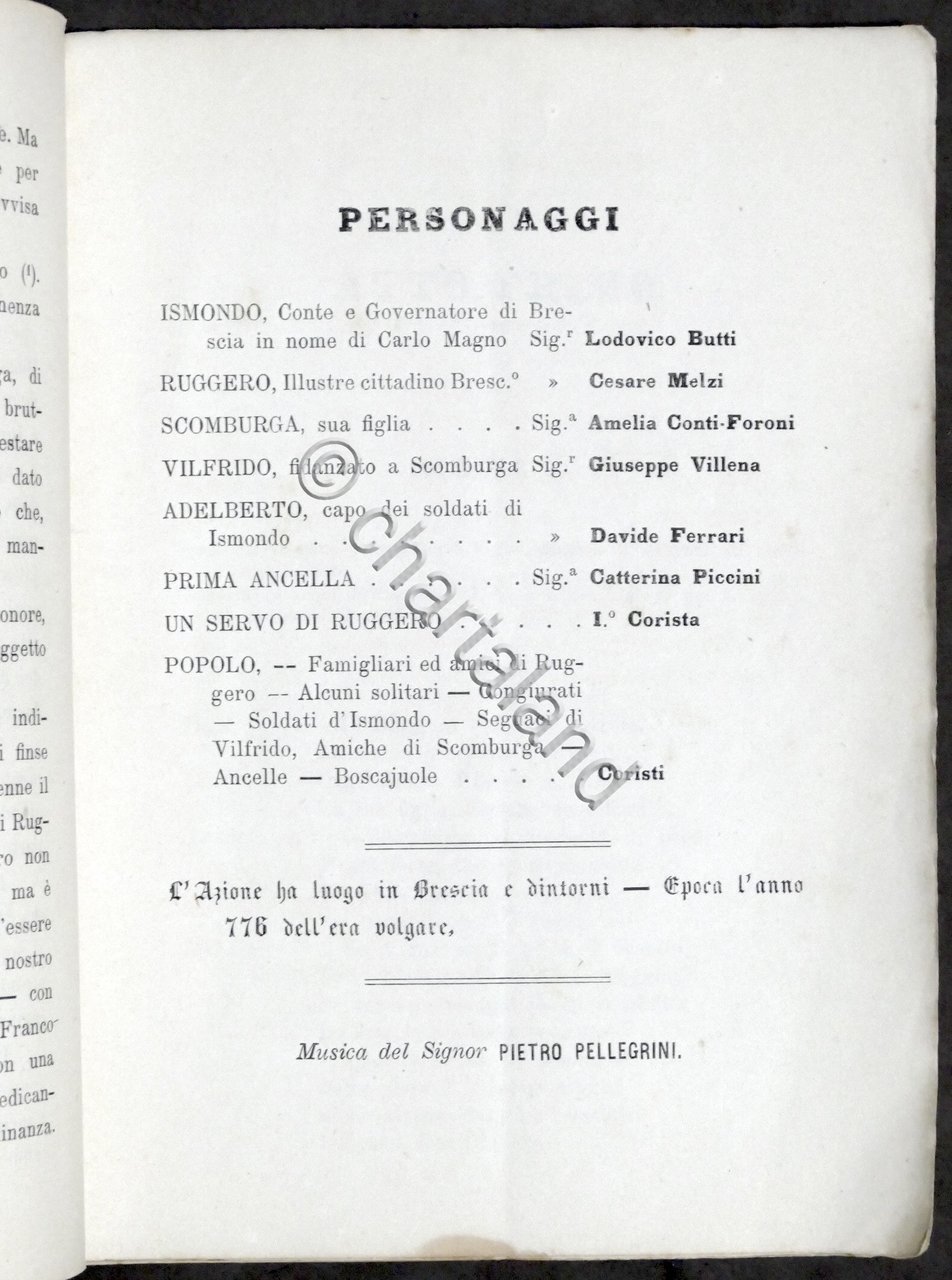 è. Ma
per
vvisa
o (¹).
nenza
ga, di
brut-
estare
dato
che,
man-
onore,
ggetto
indi-
i finse
enne il
i Rug-
ro non
ma è
'essere
nostro
— con
Franco-
on una
edican-
inanza.
PERSONAGGI
ISMONDO, Conte e Governatore di Bre-
scia in nome di Carlo Magno Sig.ʳ Lodovico Butti
RUGGERO, Illustre cittadino Bresc.º » Cesare Melzi
SCOMBURGA, sua figlia . . . . Sig.ª Amelia Conti-Foroni
VILFRIDO, fidanzato a Scomburga Sig.ʳ Giuseppe Villena
ADELBERTO, capo dei soldati di
Ismondo . . . . . . . . » Davide Ferrari
PRIMA ANCELLA . . . . . . Sig.ª Catterina Piccini
UN SERVO DI RUGGERO . . . . . I.º Corista
POPOLO, -- Famigliari ed amici di Rug-
gero -- Alcuni solitari — Congiurati
— Soldati d'Ismondo — Seguaci di
Vilfrido, Amiche di Scomburga —
Ancelle — Boscajuole . . . . . Coristi
L'Azione ha luogo in Brescia e dintorni — Epoca l'anno
776 dell'era volgare,
Musica del Signor PIETRO PELLEGRINI.
© chartaland